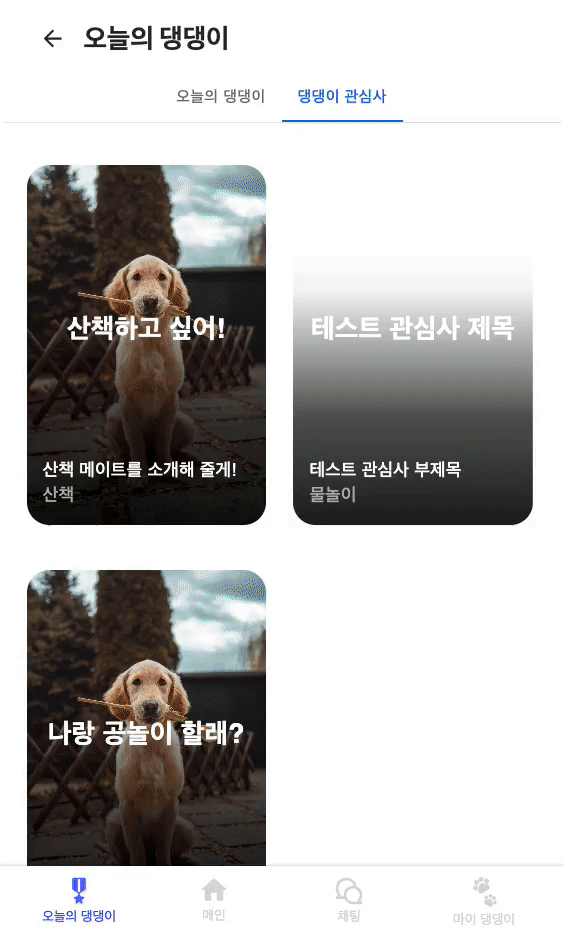 오늘의 댕댕이
오늘의 댕댕이
댕댕이 관심사
산책하고 싶어!
산책 메이트를 소개해 줄게!
산책
테스트 관심사 제목
테스트 관심사 부제목
물놀이
나랑 공놀이 할래?
오늘의 댕댕이
메인
채팅
마이 댕댕이